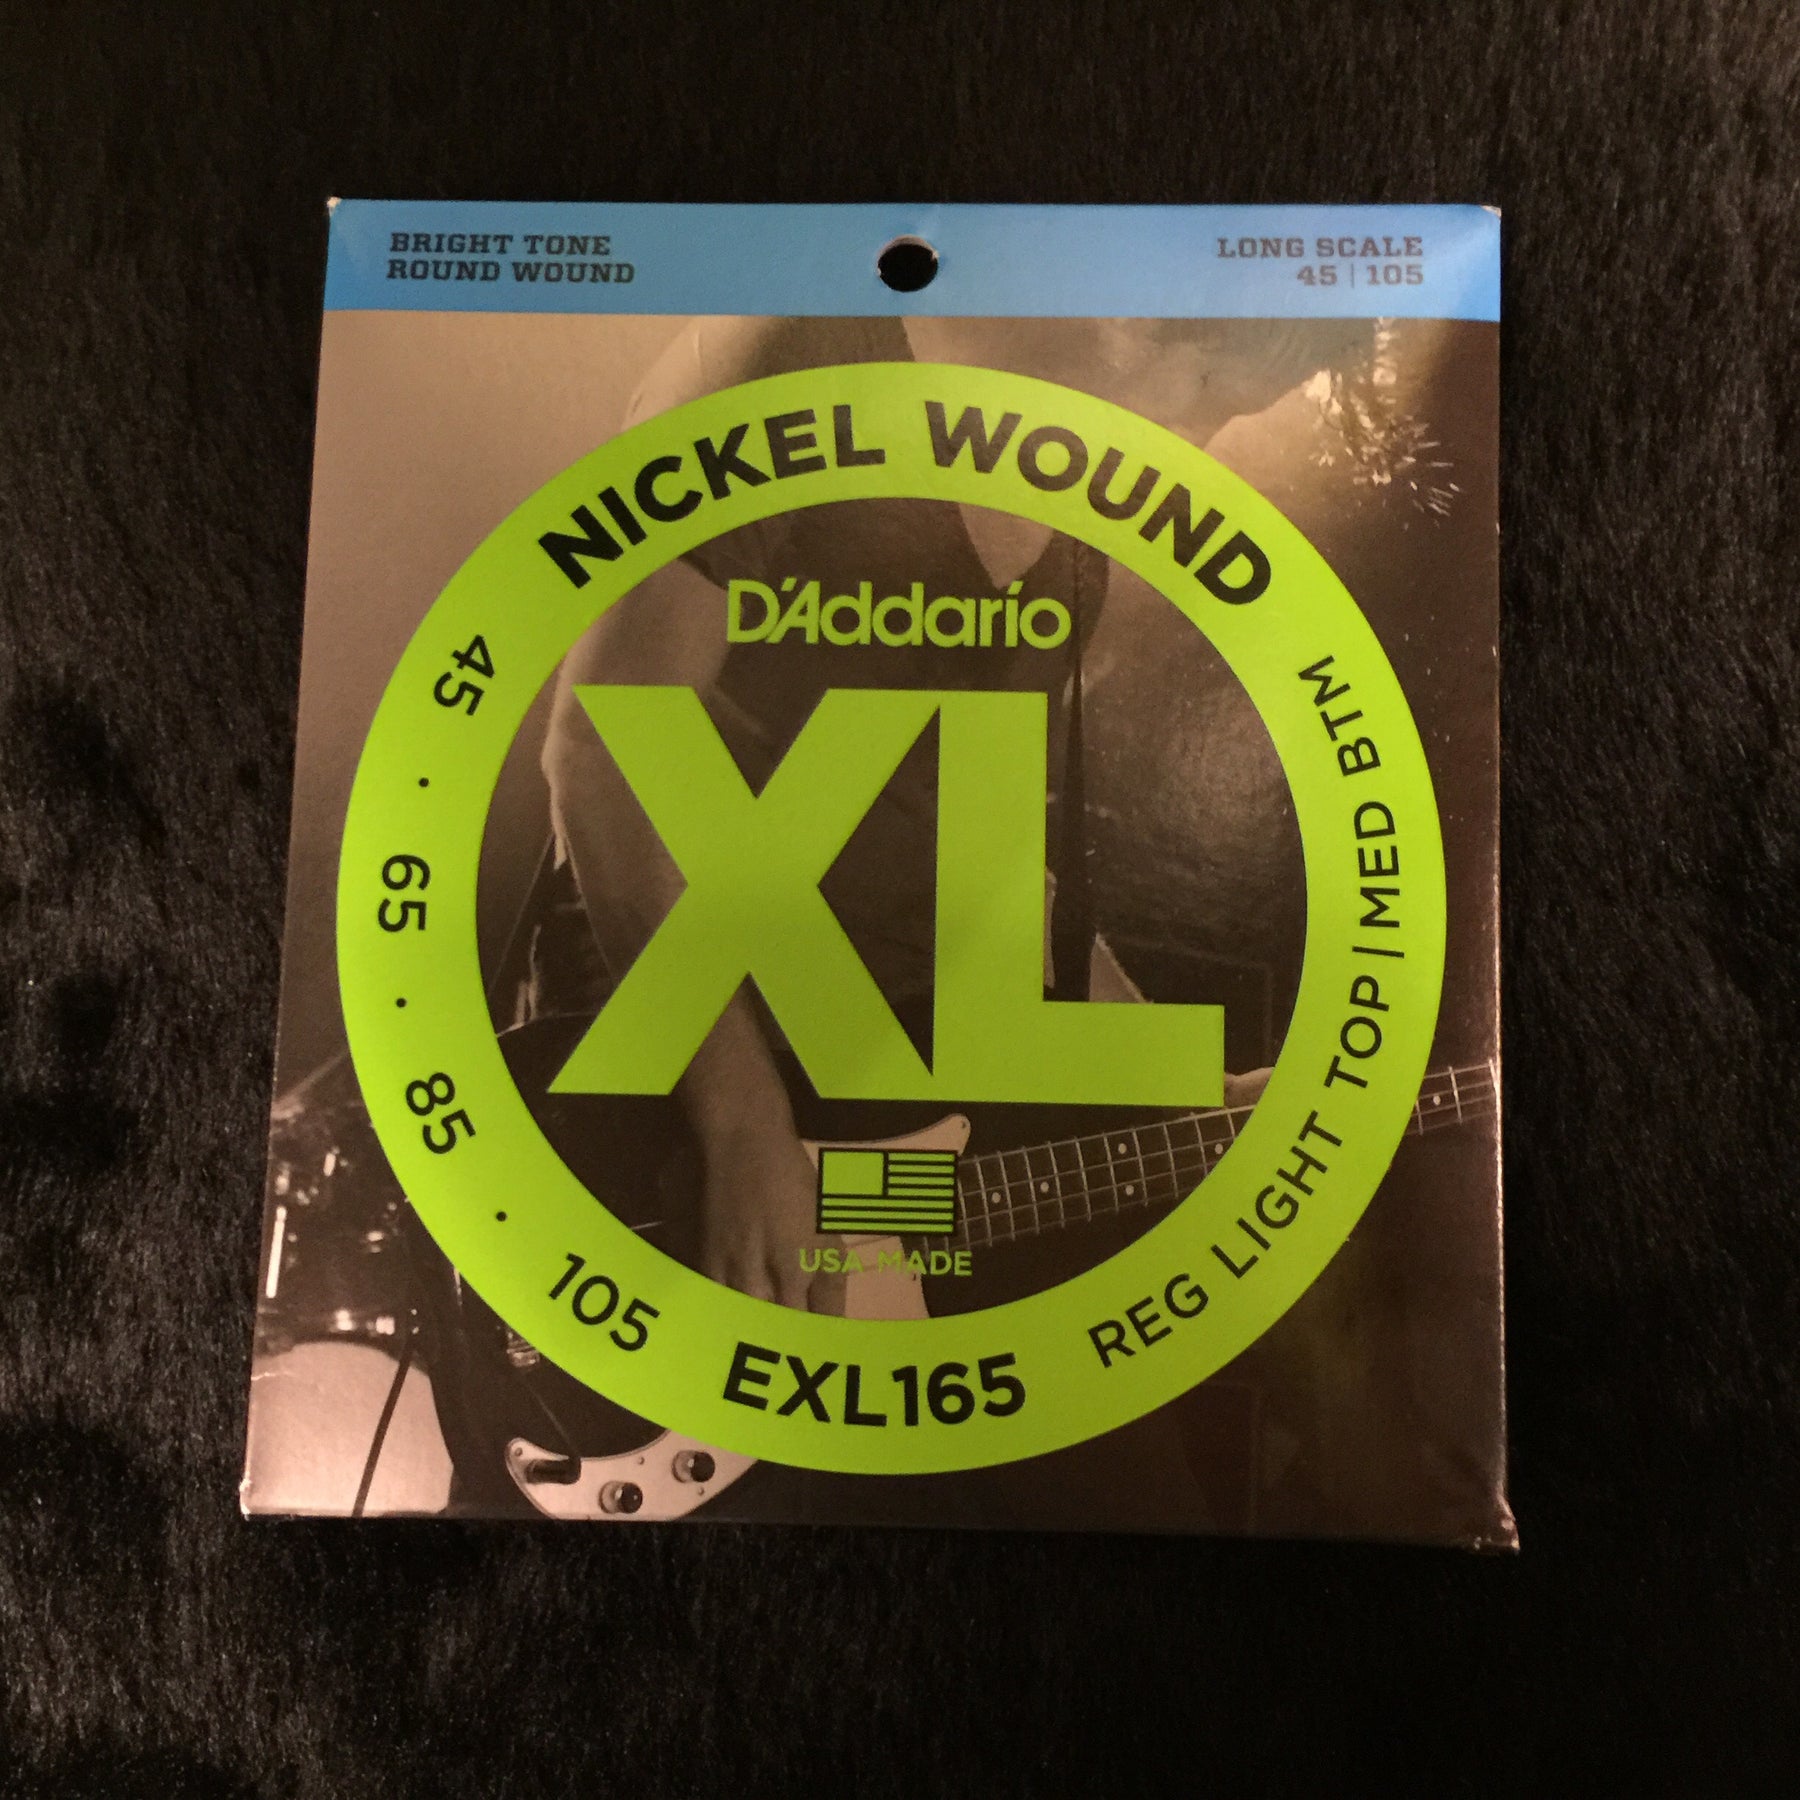 BRIGHT TONE
ROUND WOUND
LONG SCALE
45 | 105
NICKEL WOUND
D'Addario
XL
USA MADE
45 · 65 · 85 · 105
EXL165
REG LIGHT TOP | MED BTM